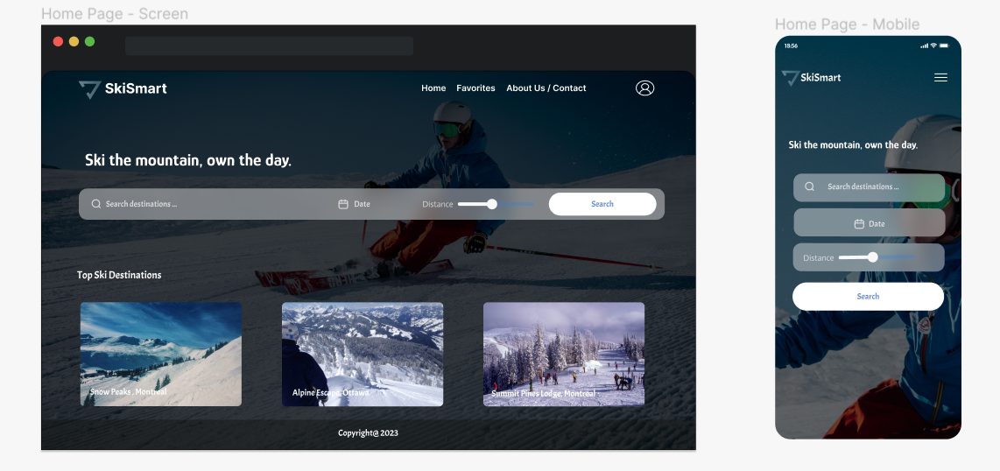 Home Page - Screen
SkiSmart
Home Favorites About Us / Contact
Ski the mountain, own the day.
Search destinations ...
Date
Distance
Search
Top Ski Destinations
Snow Peaks , Montreal
Alpine Escape, Ottawa
Summit Pines Lodge, Montreal
Copyright@ 2023
Home Page - Mobile
18:56
SkiSmart
Ski the mountain, own the day.
Search destinations ...
Date
Distance
Search